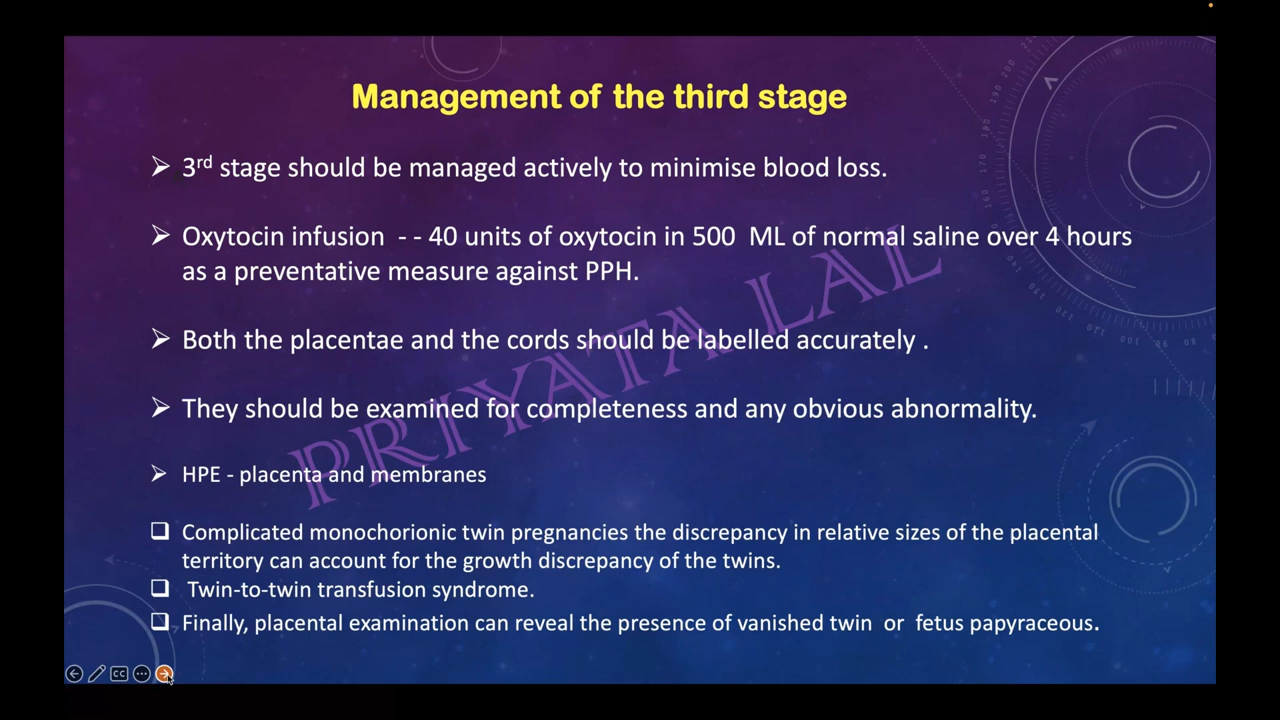 Management of the third stage
➢ 3rd stage should be managed actively to minimise blood loss.
➢ Oxytocin infusion - - 40 units of oxytocin in 500 ML of normal saline over 4 hours
as a preventative measure against PPH.
➢ Both the placentae and the cords should be labelled accurately .
➢ They should be examined for completeness and any obvious abnormality.
➢ HPE - placenta and membranes
❑ Complicated monochorionic twin pregnancies the discrepancy in relative sizes of the placental
territory can account for the growth discrepancy of the twins.
❑ Twin-to-twin transfusion syndrome.
❑ Finally, placental examination can reveal the presence of vanished twin or fetus papyraceous.
PRIYATA LAL
CC